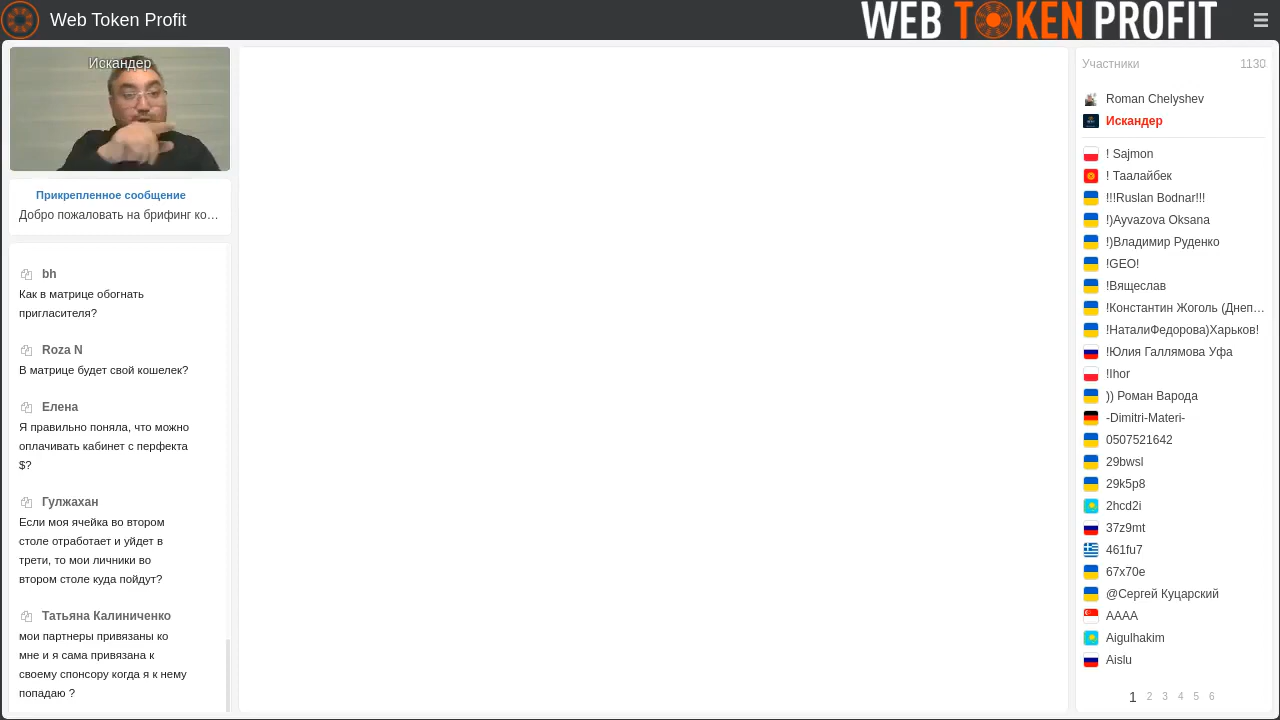 Web Token Profit
WEB TOKEN PROFIT
Искандер
Прикрепленное сообщение
Добро пожаловать на брифинг ко…
bh
Как в матрице обогнать
пригласителя?
Roza N
В матрице будет свой кошелек?
Елена
Я правильно поняла, что можно
оплачивать кабинет с перфекта
$?
Гулжахан
Если моя ячейка во втором
столе отработает и уйдет в
трети, то мои личники во
втором столе куда пойдут?
Татьяна Калиниченко
мои партнеры привязаны ко
мне и я сама привязана к
своему спонсору когда я к нему
попадаю ?
Участники 1130
Roman Chelyshev
Искандер
! Sajmon
! Таалайбек
!!!Ruslan Bodnar!!!
!)Ayvazova Oksana
!)Владимир Руденко
!GEO!
!Вящеслав
!Константин Жоголь (Днеп…
!НаталиФедорова)Харьков!
!Юлия Галлямова Уфа
!Ihor
)) Роман Варода
-Dimitri-Materi-
0507521642
29bwsl
29k5p8
2hcd2i
37z9mt
461fu7
67x70e
@Сергей Куцарский
AAAA
Aigulhakim
Aislu
1 2 3 4 5 6